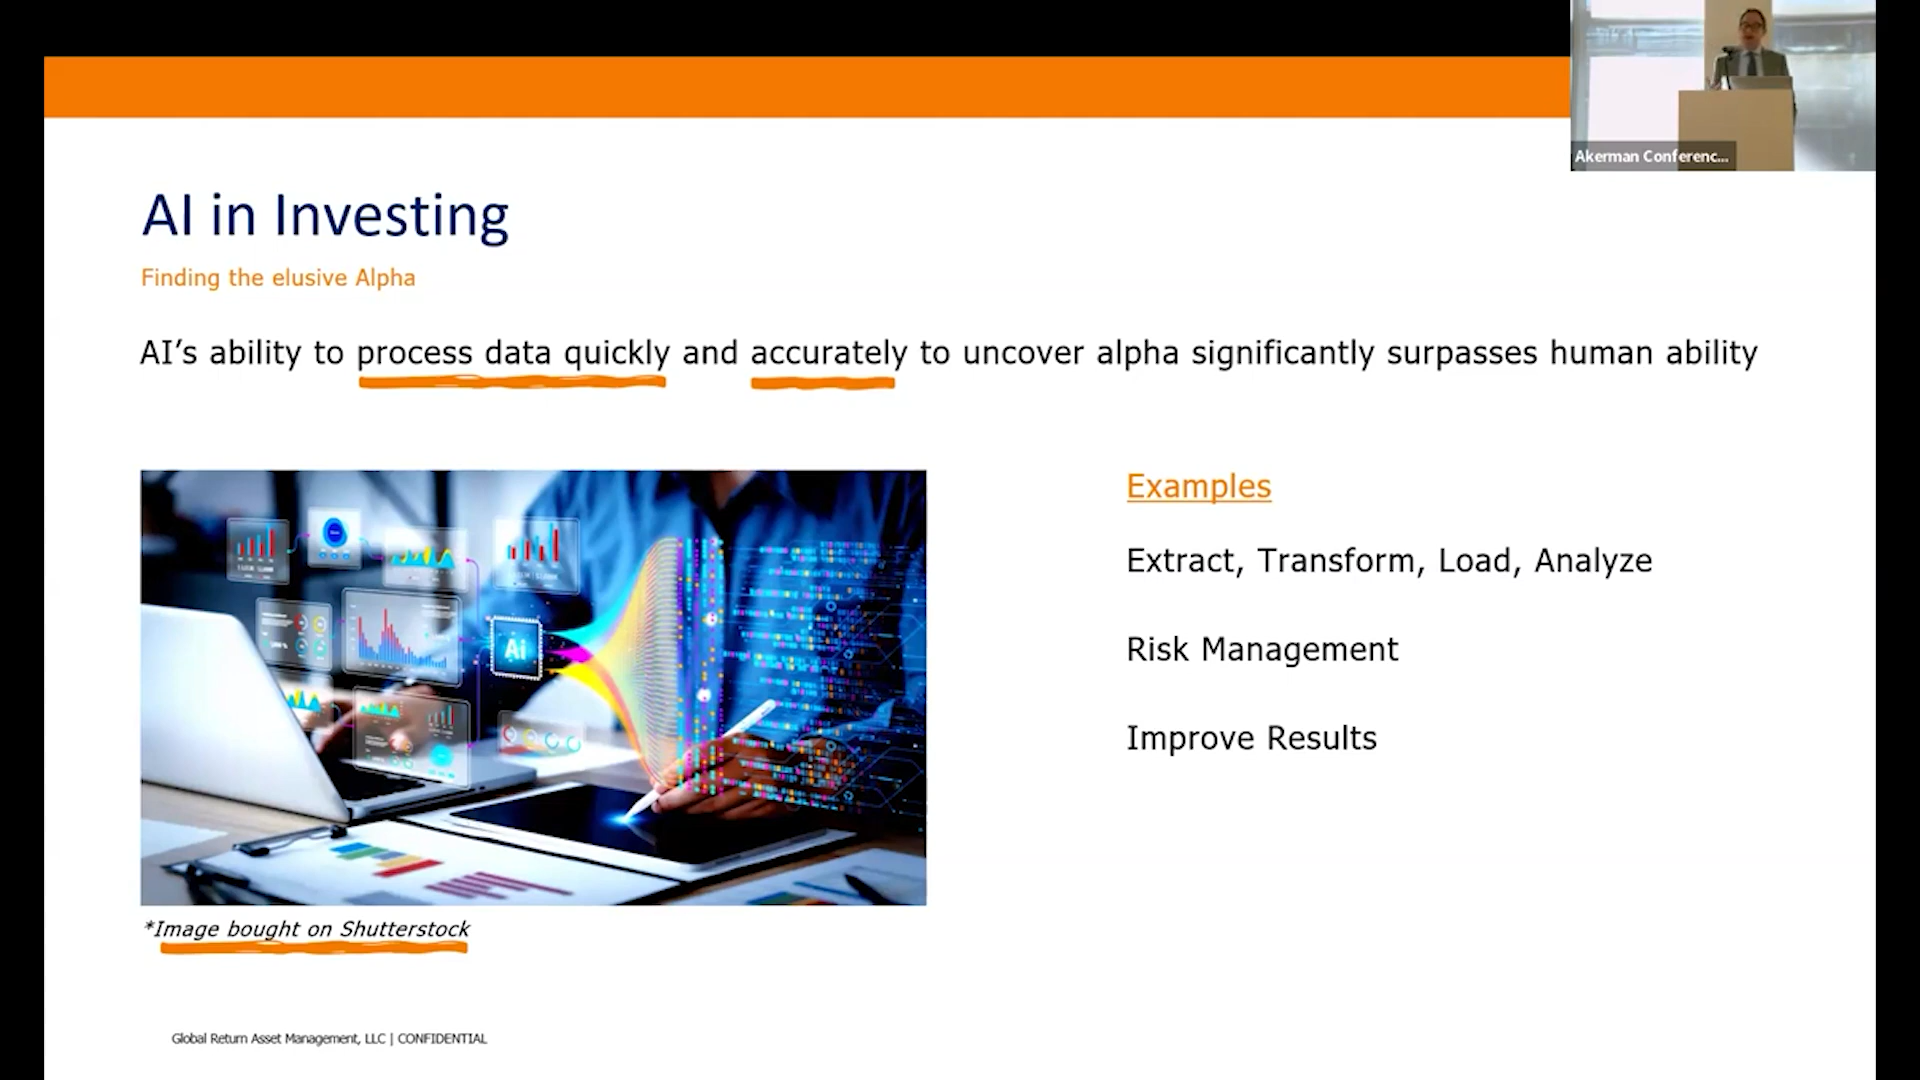 Akerman Conferenc...
AI in Investing
Finding the elusive Alpha
AI's ability to process data quickly and accurately to uncover alpha significantly surpasses human ability
Ai
Examples
Extract, Transform, Load, Analyze
Risk Management
Improve Results
*Image bought on Shutterstock
Global Return Asset Management, LLC | CONFIDENTIAL